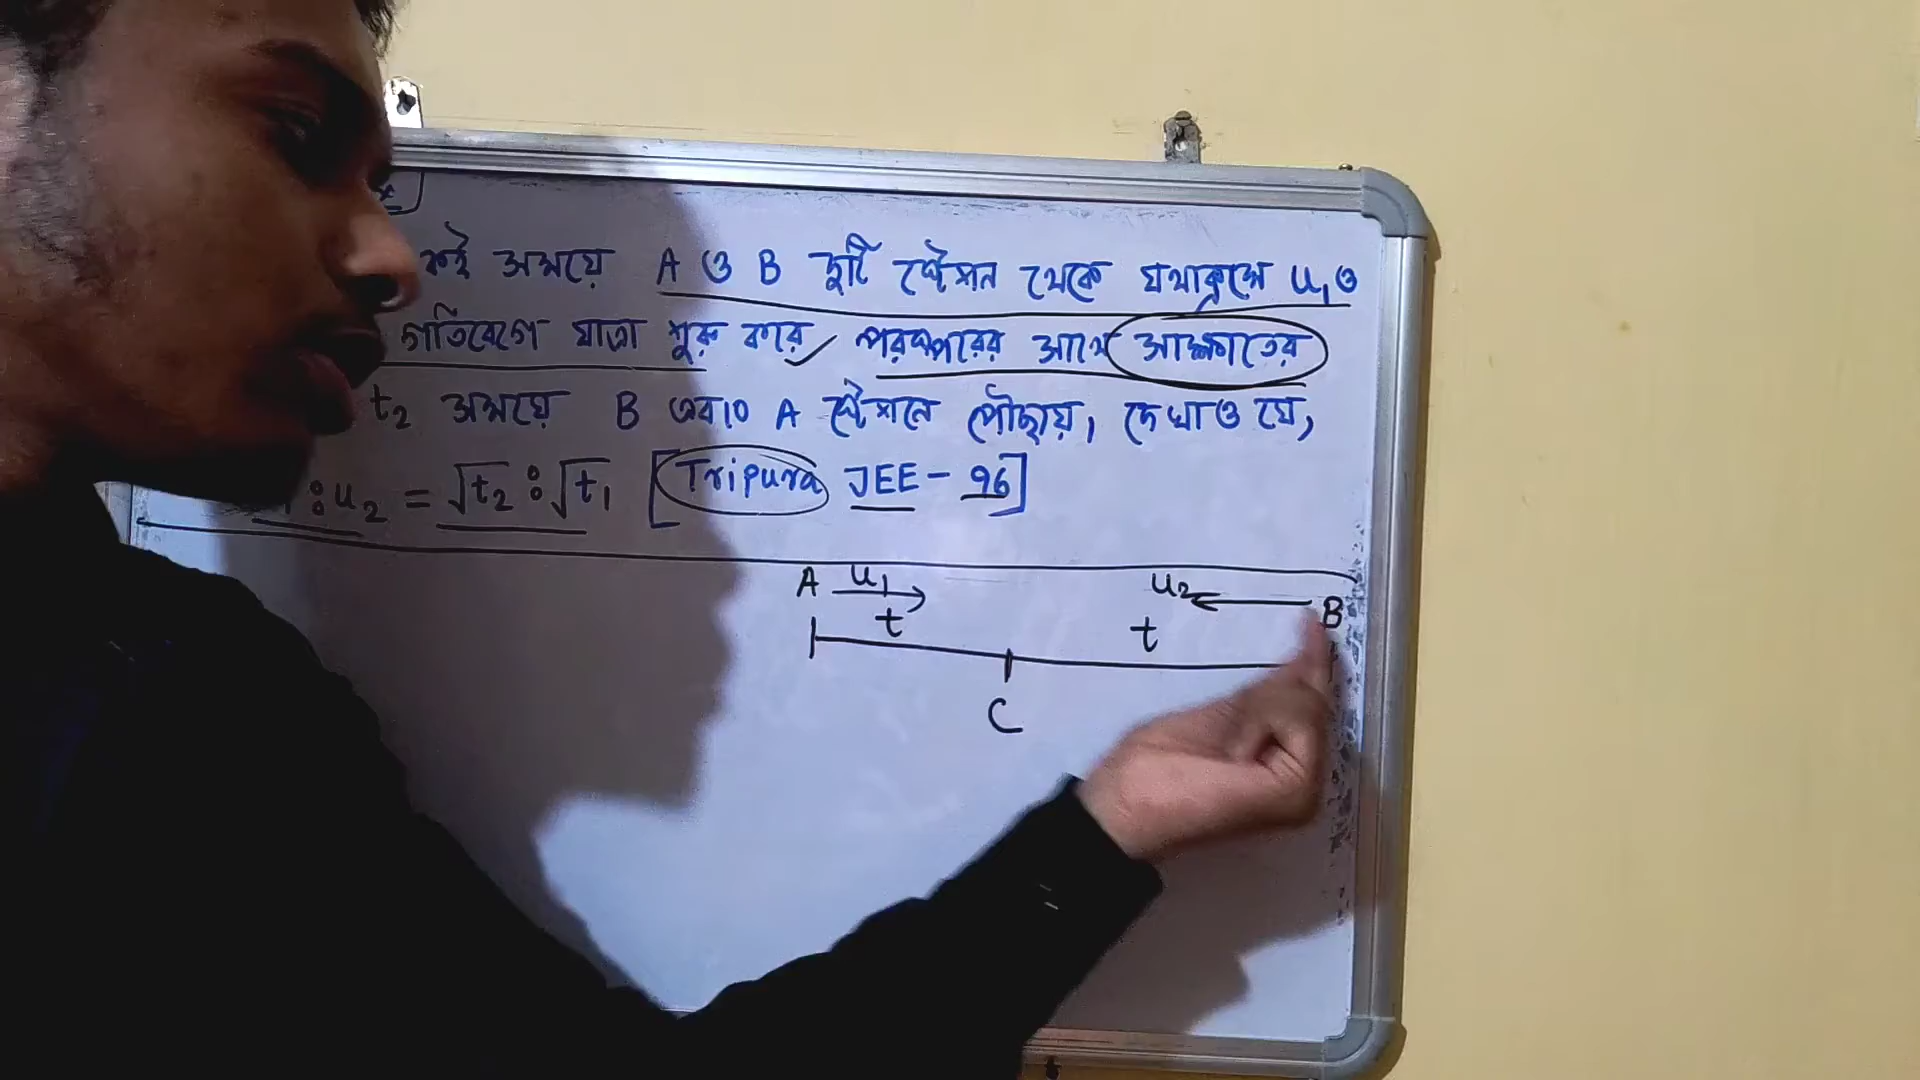 সময়ে A ও B দুটি স্টেশন থেকে যথাক্রমে u₁ ও
গতিবেগে যাত্রা শুরু করে পরস্পরের সাথে সাক্ষাতের
t₂ সময়ে B এবং A স্টেশনে পৌঁছায়, দেখাও যে,
: u₂ = √t₂ : √t₁ [Tripura JEE - 96]
A u₁ u₂ B
t t
C